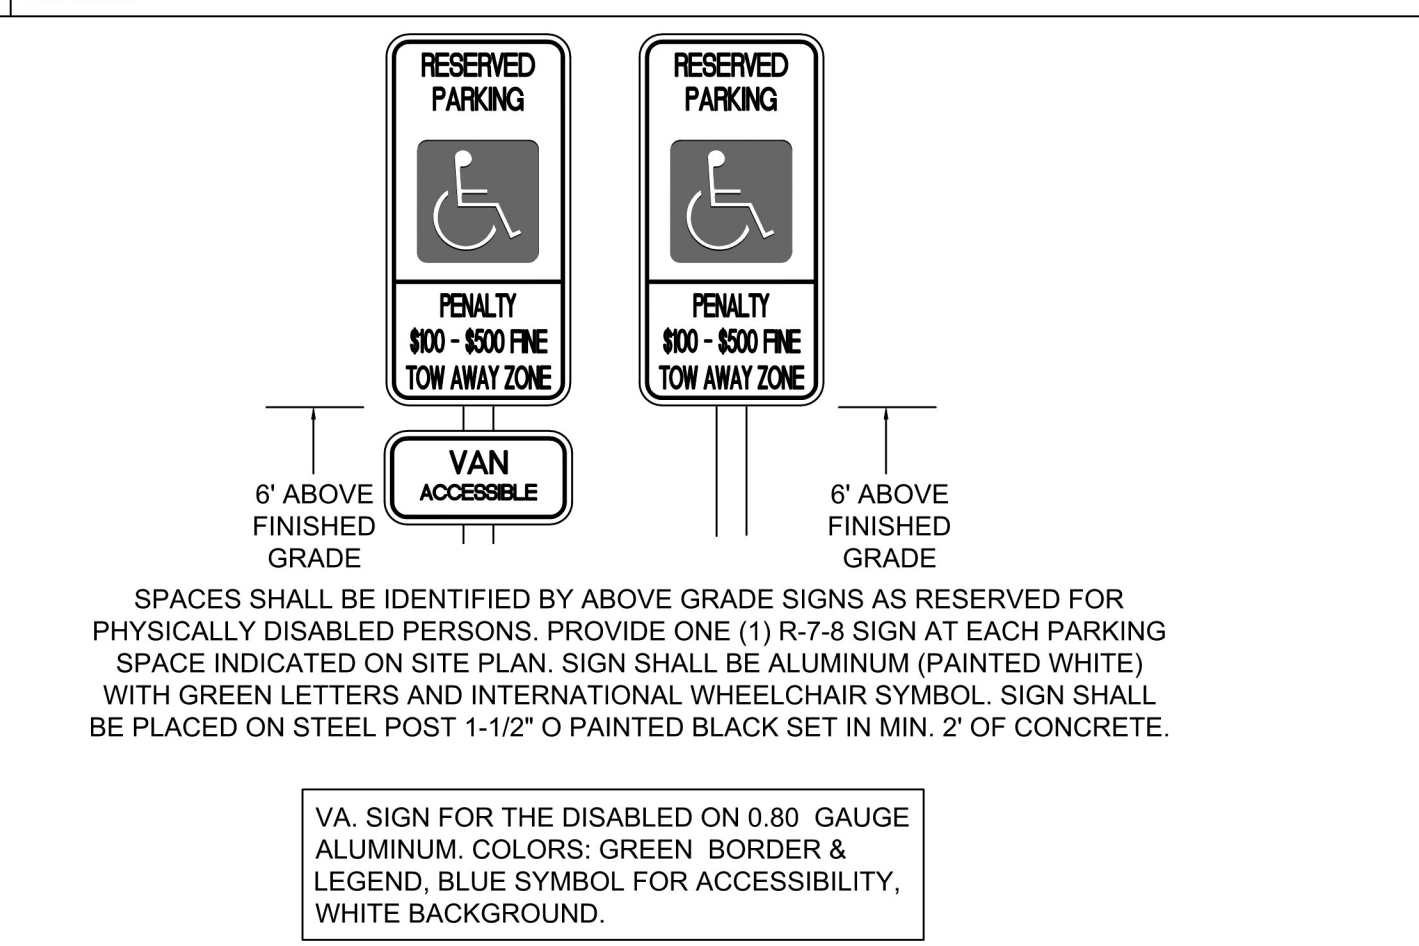 RESERVED
PARKING
PENALTY
$100 - $500 FINE
TOW AWAY ZONE
VAN
ACCESSIBLE
6' ABOVE
FINISHED
GRADE
RESERVED
PARKING
PENALTY
$100 - $500 FINE
TOW AWAY ZONE
6' ABOVE
FINISHED
GRADE
SPACES SHALL BE IDENTIFIED BY ABOVE GRADE SIGNS AS RESERVED FOR
PHYSICALLY DISABLED PERSONS. PROVIDE ONE (1) R-7-8 SIGN AT EACH PARKING
SPACE INDICATED ON SITE PLAN. SIGN SHALL BE ALUMINUM (PAINTED WHITE)
WITH GREEN LETTERS AND INTERNATIONAL WHEELCHAIR SYMBOL. SIGN SHALL
BE PLACED ON STEEL POST 1-1/2" O PAINTED BLACK SET IN MIN. 2' OF CONCRETE.
VA. SIGN FOR THE DISABLED ON 0.80 GAUGE
ALUMINUM. COLORS: GREEN BORDER &
LEGEND, BLUE SYMBOL FOR ACCESSIBILITY,
WHITE BACKGROUND.